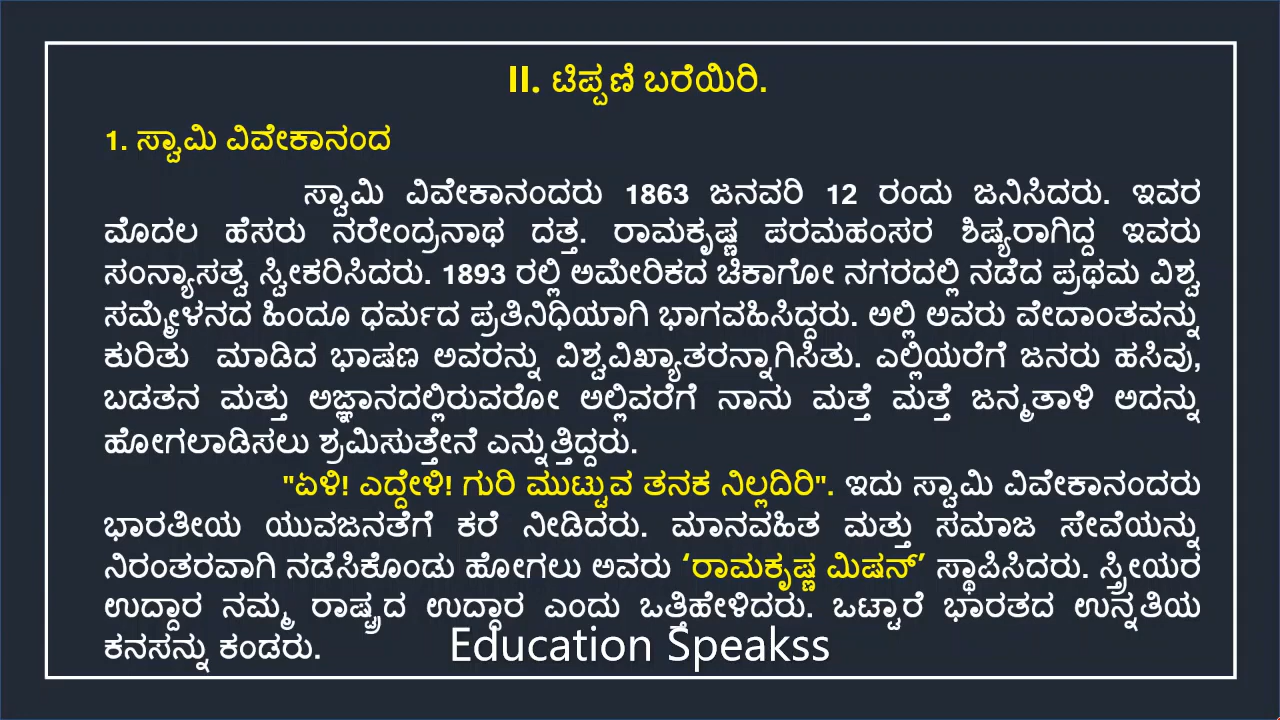 II. ಟಿಪ್ಪಣಿ ಬರೆಯಿರಿ.
1. ಸ್ವಾಮಿ ವಿವೇಕಾನಂದ
ಸ್ವಾಮಿ ವಿವೇಕಾನಂದರು 1863 ಜನವರಿ 12 ರಂದು ಜನಿಸಿದರು. ಇವರ
ಮೊದಲ ಹೆಸರು ನರೇಂದ್ರನಾಥ ದತ್ತ. ರಾಮಕೃಷ್ಣ ಪರಮಹಂಸರ ಶಿಷ್ಯರಾಗಿದ್ದ ಇವರು
ಸಂನ್ಯಾಸತ್ವ ಸ್ವೀಕರಿಸಿದರು. 1893 ರಲ್ಲಿ ಅಮೇರಿಕದ ಚಿಕಾಗೋ ನಗರದಲ್ಲಿ ನಡೆದ ಪ್ರಥಮ ವಿಶ್ವ
ಸಮ್ಮೇಳನದ ಹಿಂದೂ ಧರ್ಮದ ಪ್ರತಿನಿಧಿಯಾಗಿ ಭಾಗವಹಿಸಿದ್ದರು. ಅಲ್ಲಿ ಅವರು ವೇದಾಂತವನ್ನು
ಕುರಿತು ಮಾಡಿದ ಭಾಷಣ ಅವರನ್ನು ವಿಶ್ವವಿಖ್ಯಾತರನ್ನಾಗಿಸಿತು. ಎಲ್ಲಿಯರೆಗೆ ಜನರು ಹಸಿವು,
ಬಡತನ ಮತ್ತು ಅಜ್ಞಾನದಲ್ಲಿರುವರೋ ಅಲ್ಲಿವರೆಗೆ ನಾನು ಮತ್ತೆ ಮತ್ತೆ ಜನ್ಮತಾಳಿ ಅದನ್ನು
ಹೋಗಲಾಡಿಸಲು ಶ್ರಮಿಸುತ್ತೇನೆ ಎನ್ನುತ್ತಿದ್ದರು.
"ಏಳಿ! ಎದ್ದೇಳಿ! ಗುರಿ ಮುಟ್ಟುವ ತನಕ ನಿಲ್ಲದಿರಿ". ಇದು ಸ್ವಾಮಿ ವಿವೇಕಾನಂದರು
ಭಾರತೀಯ ಯುವಜನತೆಗೆ ಕರೆ ನೀಡಿದರು. ಮಾನವಹಿತ ಮತ್ತು ಸಮಾಜ ಸೇವೆಯನ್ನು
ನಿರಂತರವಾಗಿ ನಡೆಸಿಕೊಂಡು ಹೋಗಲು ಅವರು ‘ರಾಮಕೃಷ್ಣ ಮಿಷನ್’ ಸ್ಥಾಪಿಸಿದರು. ಸ್ತ್ರೀಯರ
ಉದ್ದಾರ ನಮ್ಮ ರಾಷ್ಟ್ರದ ಉದ್ಧಾರ ಎಂದು ಒತ್ತಿಹೇಳಿದರು. ಒಟ್ಟಾರೆ ಭಾರತದ ಉನ್ನತಿಯ
ಕನಸನ್ನು ಕಂಡರು.
Education Speakss